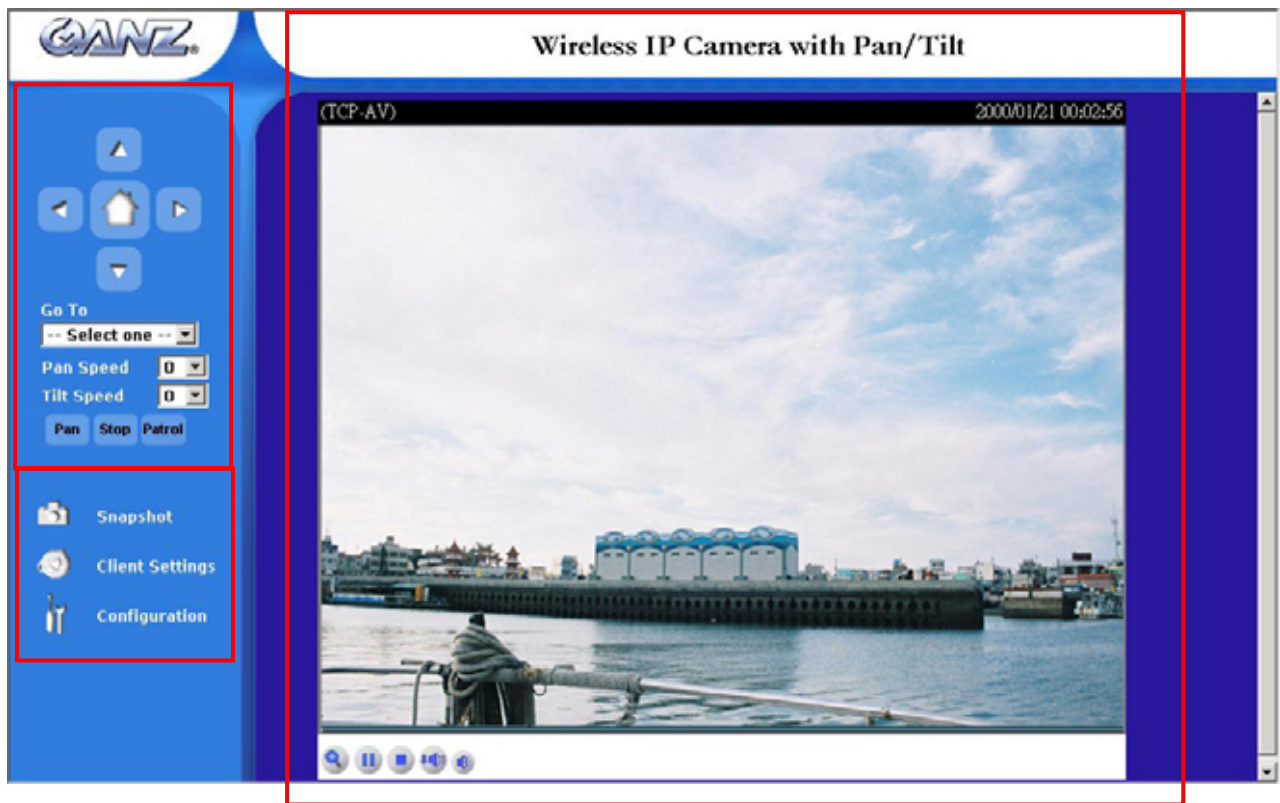 GANZ®
Wireless IP Camera with Pan/Tilt
(TCP-AV) 2000/01/21 00:02:56
Go To
-- Select one --
Pan Speed 0
Tilt Speed 0
Pan Stop Patrol
Snapshot
Client Settings
Configuration